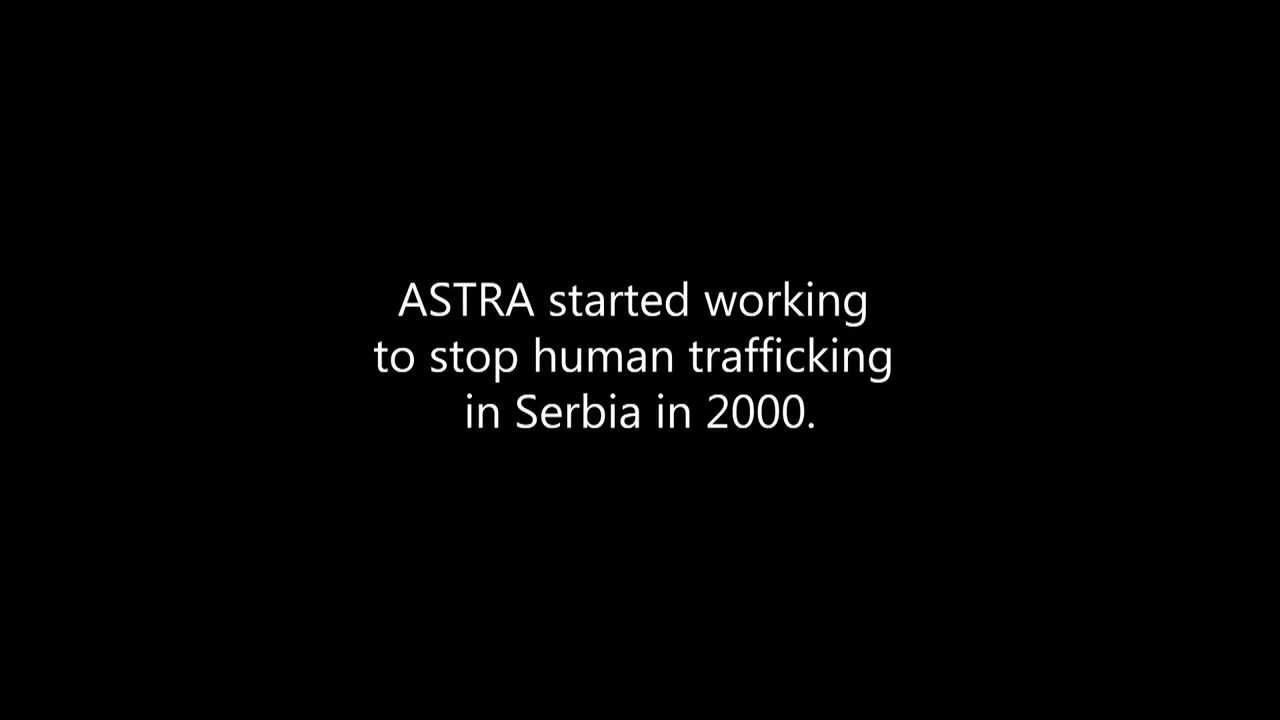 ASTRA started working
to stop human trafficking
in Serbia in 2000.